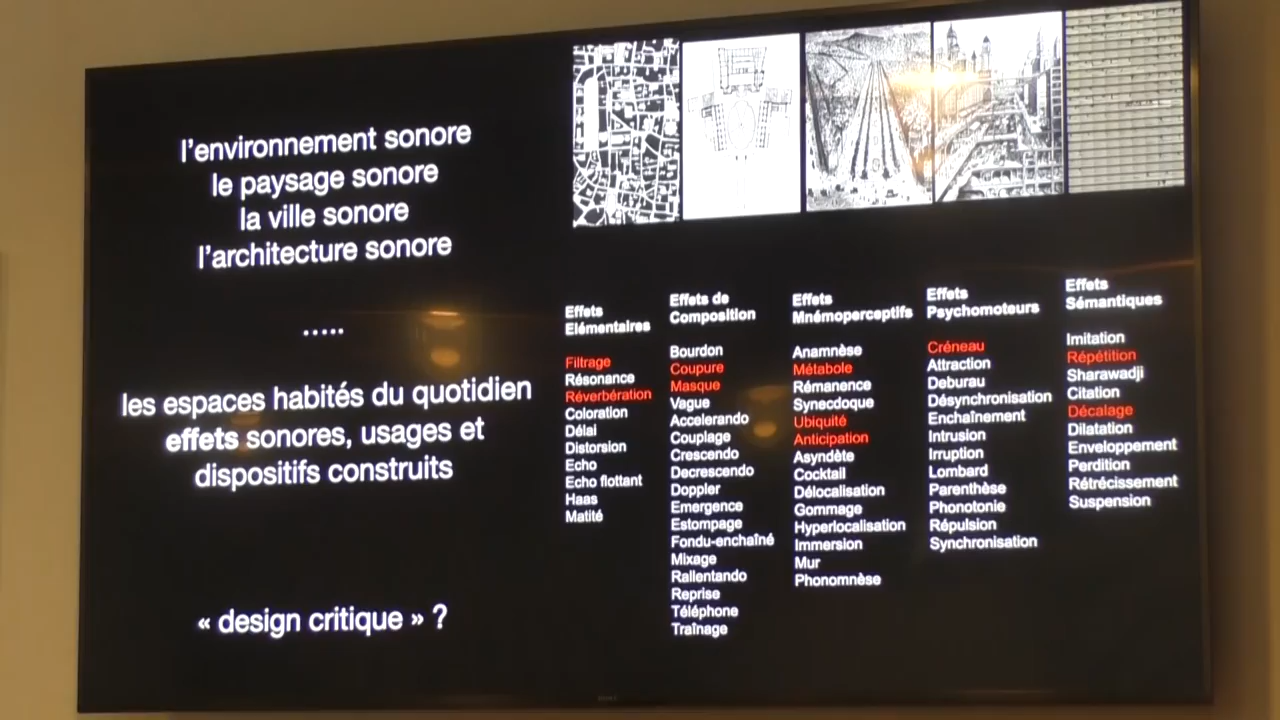 l'environnement sonore
le paysage sonore
la ville sonore
l'architecture sonore
.....
les espaces habités du quotidien
effets sonores, usages et
dispositifs construits
« design critique » ?
Effets
Elémentaires
Filtrage
Résonance
Réverbération
Coloration
Délai
Distorsion
Echo
Echo flottant
Haas
Matité
Effets de
Composition
Bourdon
Coupure
Masque
Vague
Accelerando
Couplage
Crescendo
Decrescendo
Doppler
Emergence
Estompage
Fondu-enchaîné
Mixage
Rallentando
Reprise
Téléphone
Traînage
Effets
Mnémoperceptifs
Anamnèse
Métabole
Rémanence
Synecdoque
Ubiquité
Anticipation
Asyndète
Cocktail
Délocalisation
Gommage
Hyperlocalisation
Immersion
Mur
Phonomnèse
Effets
Psychomoteurs
Créneau
Attraction
Deburau
Désynchronisation
Enchaînement
Intrusion
Irruption
Lombard
Parenthèse
Phonotonie
Répulsion
Synchronisation
Effets
Sémantiques
Imitation
Répétition
Sharawadji
Citation
Décalage
Dilatation
Enveloppement
Perdition
Rétrécissement
Suspension
SONY